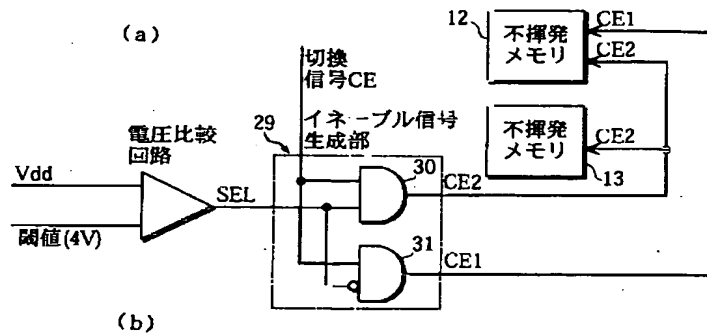 (a)
切換
信号CE
12
不揮発
メモリ
CE1
CE2
29
イネーブル信号
生成部
電圧比較
回路
Vdd
閾値(4V)
SEL
30
CE2
不揮発
メモリ
CE2
13
31
CE1
(b)